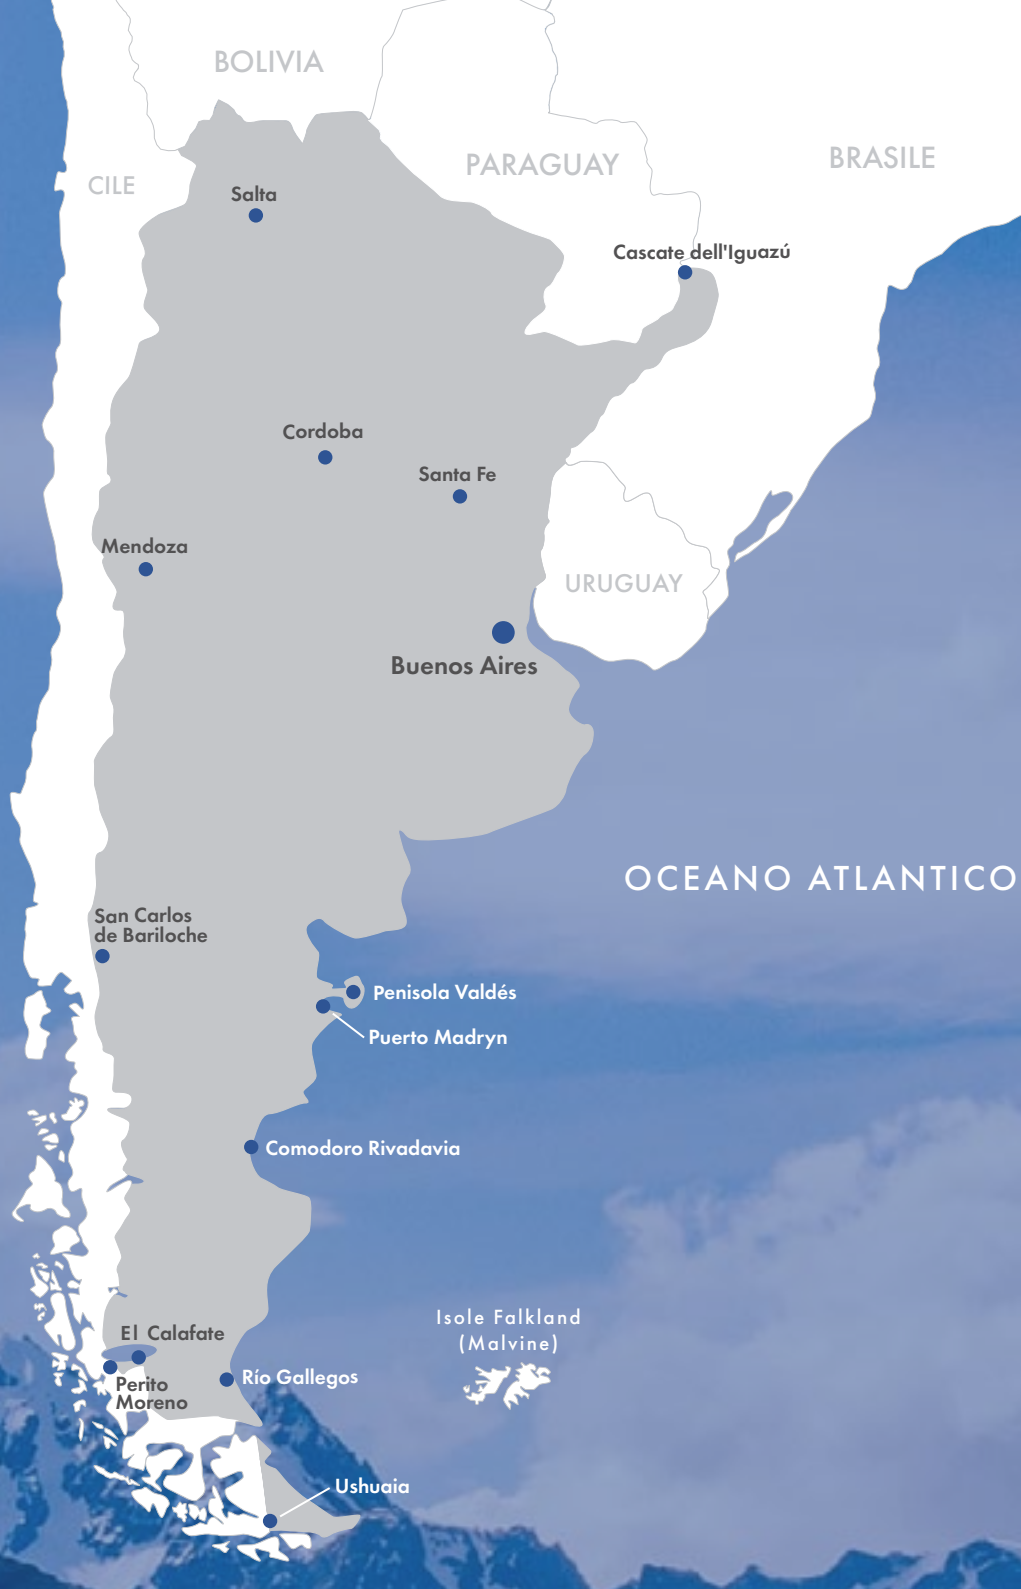 BOLIVIA
PARAGUAY
BRASILE
CILE
Salta
Cascate dell'Iguazú
Cordoba
Santa Fe
Mendoza
URUGUAY
Buenos Aires
OCEANO ATLANTICO
San Carlos
de Bariloche
Penisola Valdés
Puerto Madryn
Comodoro Rivadavia
Isole Falkland
(Malvine)
El Calafate
Perito
Moreno
Río Gallegos
Ushuaia